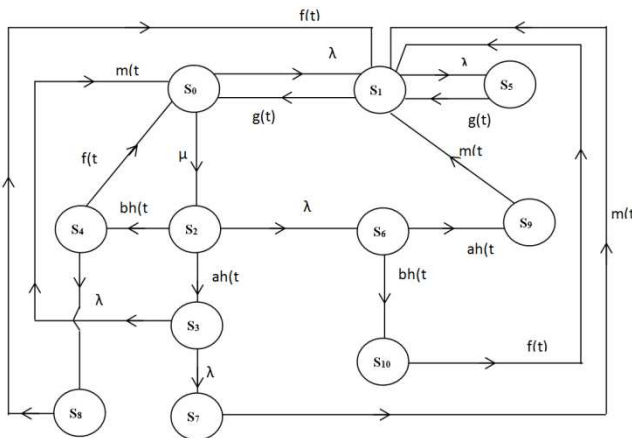 f(t)
λ
m(t
S0
S1
λ
S5
g(t)
g(t)
f(t
m(t
μ
S4
bh(t
S2
λ
S6
S9
m(t
ah(t
ah(t
bh(t
λ
S3
S10
f(t)
λ
S8
S7